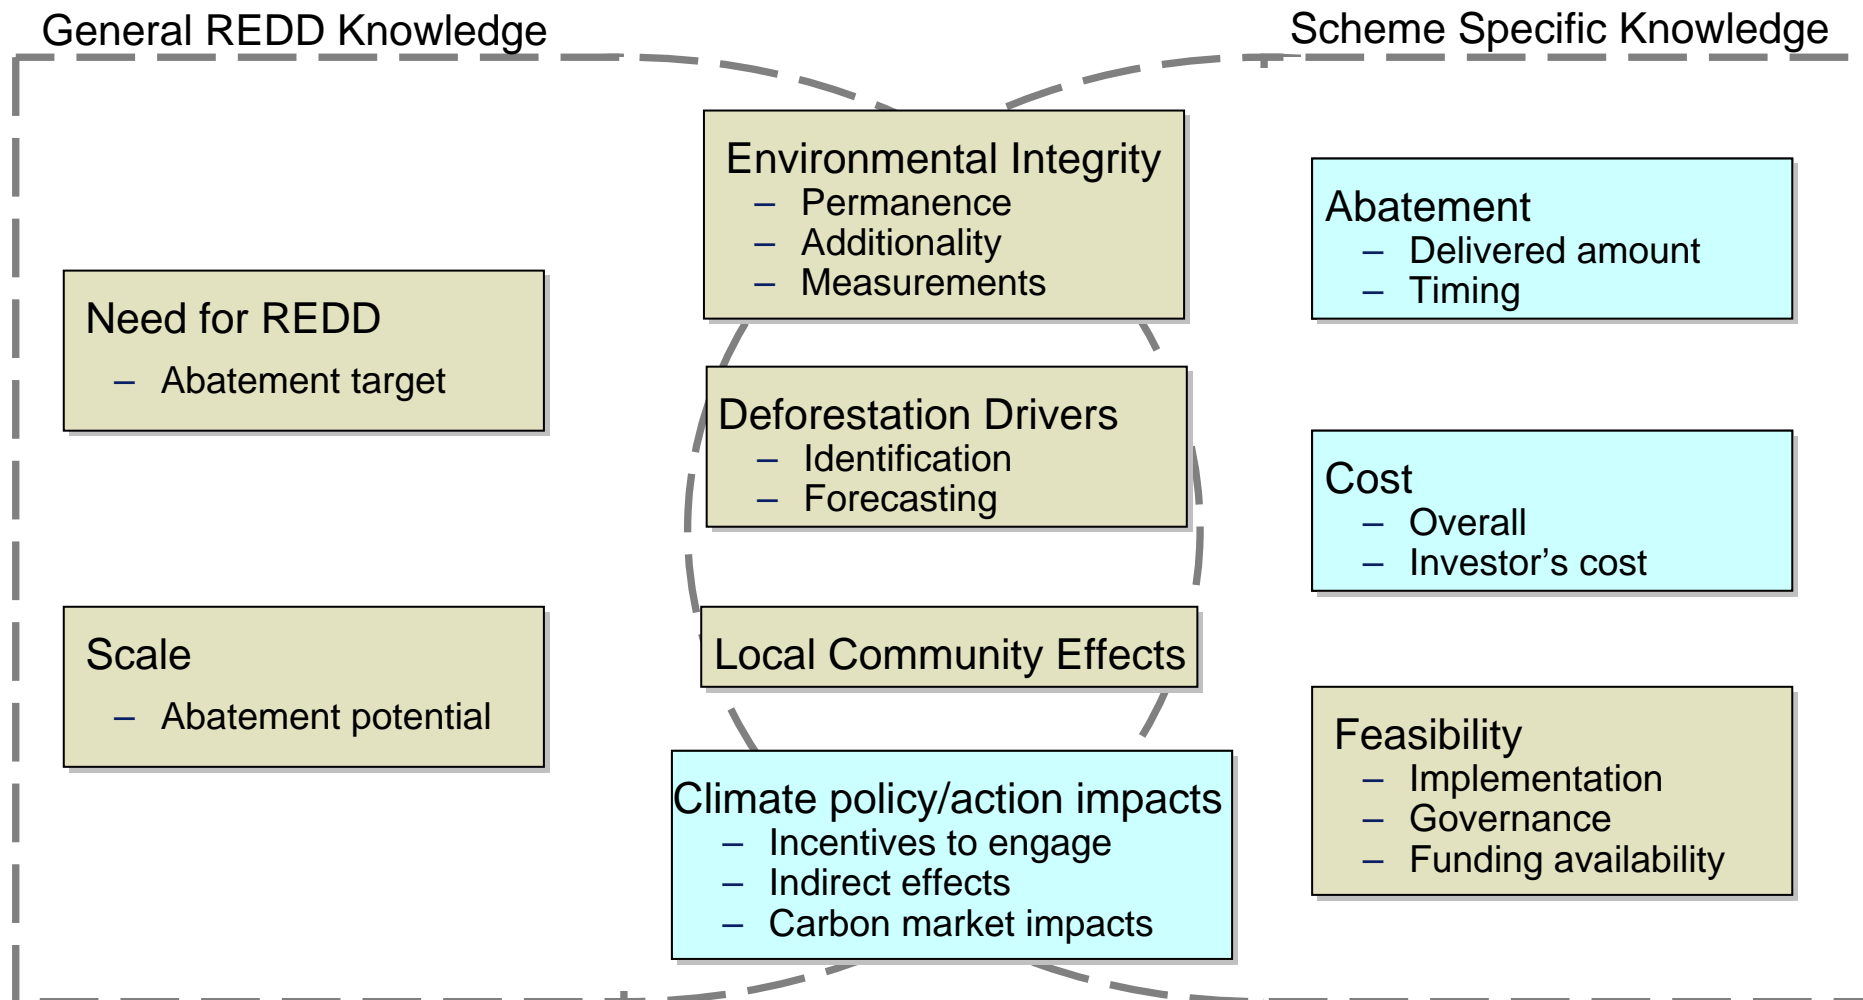 General REDD Knowledge
Scheme Specific Knowledge
Need for REDD
– Abatement target
Scale
– Abatement potential
Environmental Integrity
– Permanence
– Additionality
– Measurements
Deforestation Drivers
– Identification
– Forecasting
Local Community Effects
Climate policy/action impacts
– Incentives to engage
– Indirect effects
– Carbon market impacts
Abatement
– Delivered amount
– Timing
Cost
– Overall
– Investor’s cost
Feasibility
– Implementation
– Governance
– Funding availability